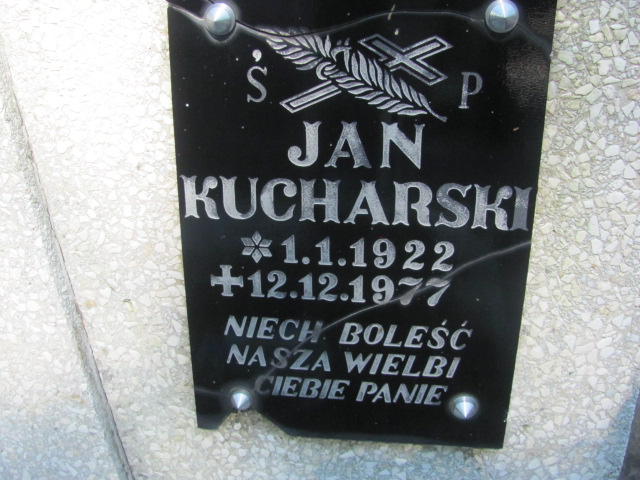 Ś P
JAN
KUCHARSKI
* 1.1.1922
+ 12.12.1977
NIECH BOLEŚĆ
NASZA WIELBI
CIEBIE PANIE